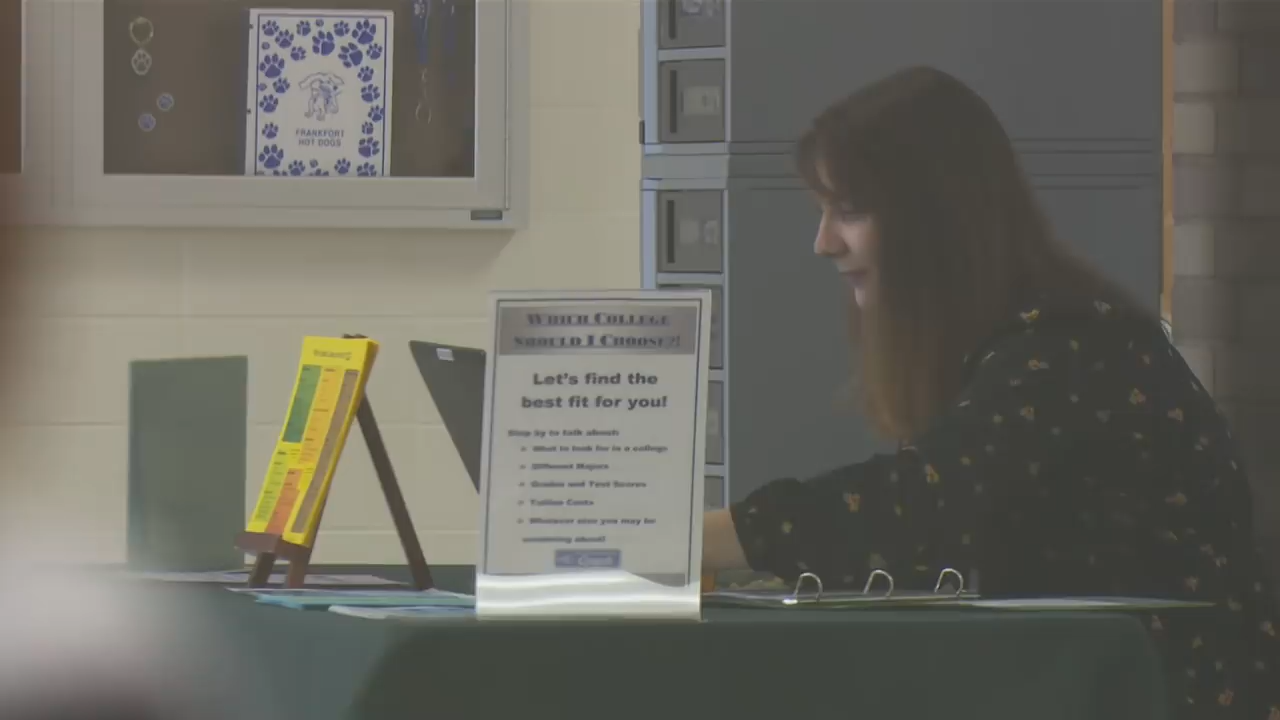 FRANKFORT
HOT DOGS
WHICH COLLEGE
SHOULD I CHOOSE?!
Let's find the
best fit for you!
Stop by to talk about:
What to look for in a college
Different Majors
Grades and Test Scores
Tuition Costs
Whatever else you may be
wondering about!